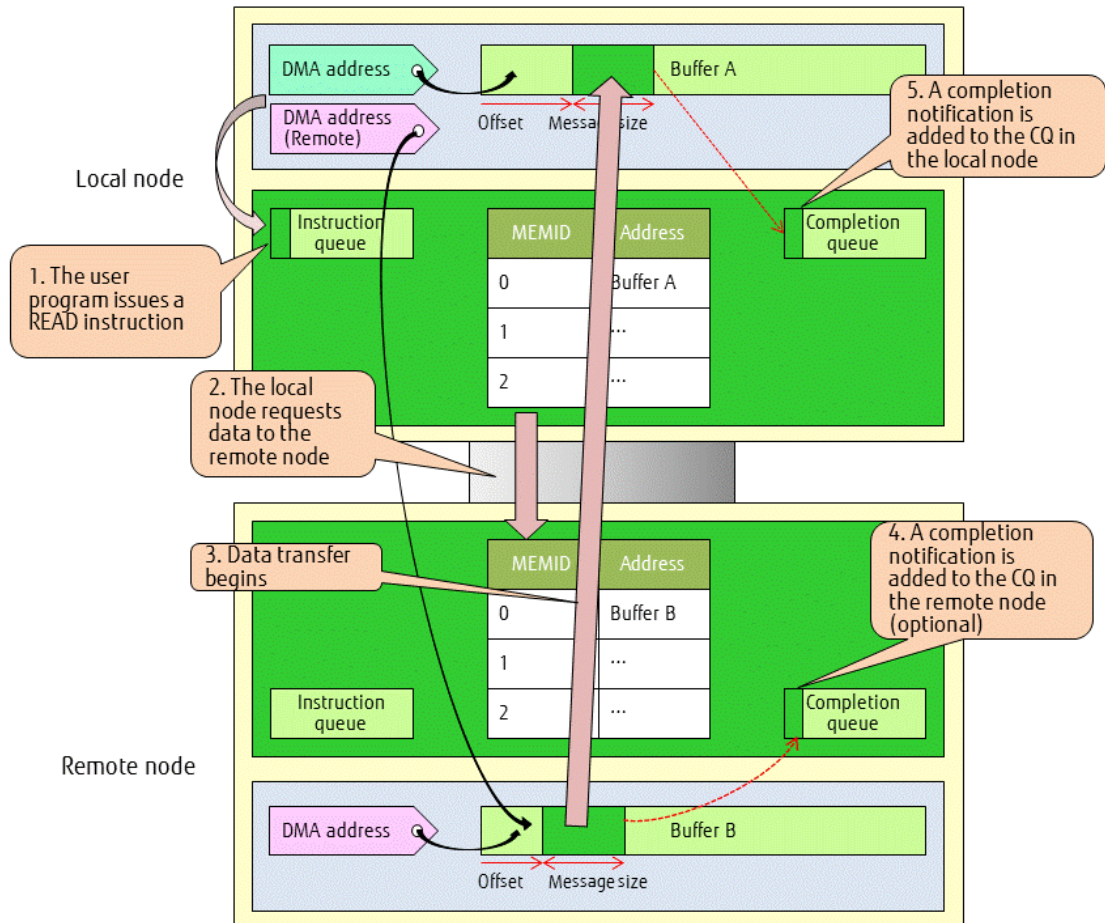 DMA address
Buffer A
DMA address
(Remote)
Offset
Message size
5. A completion
notification is
added to the CQ in
the local node
Local node
Instruction
queue
MEMID
Address
Completion
queue
1. The user
program issues a
READ instruction
0
Buffer A
1
...
2
...
2. The local
node requests
data to the
remote node
3. Data transfer
begins
MEMID
Address
4. A completion
notification is
added to the CQ in
the remote node
(optional)
0
Buffer B
1
...
2
...
Instruction
queue
Completion
queue
Remote node
DMA address
Buffer B
Offset
Message size